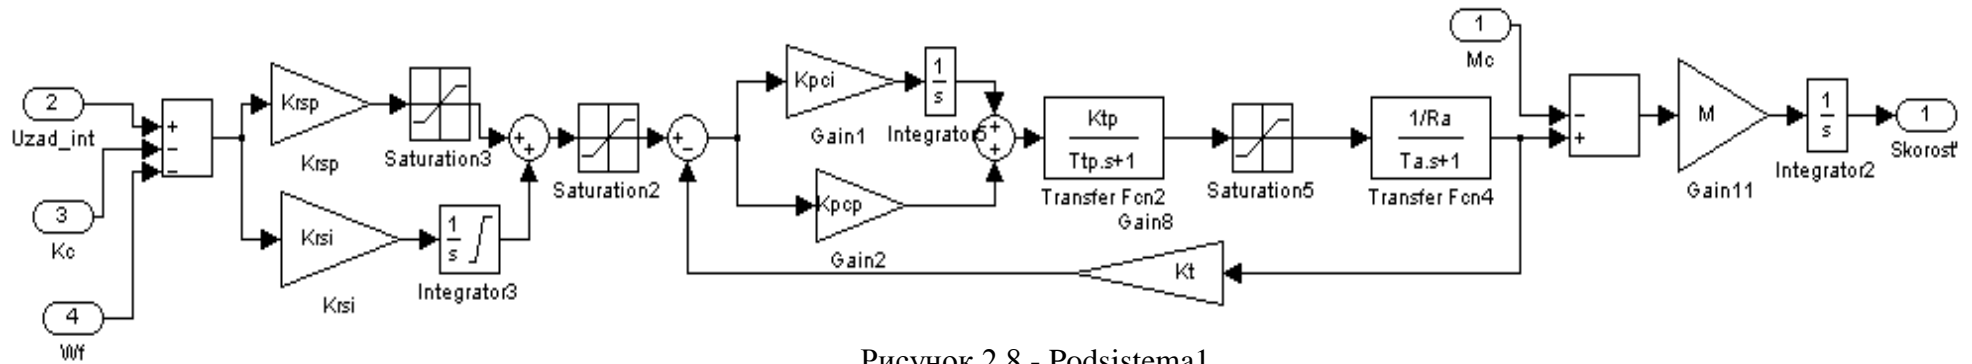 2
Uzad_int
+
3
Kc
−
4
Wf
−
Krsp
Krsp
Saturation3
Krsi
Krsi
1
s
Integrator3
+
+
Saturation2
+
−
Kpci
Gain1
1
s
Integrator5
Kpcp
Gain2
+
+
Ktp
Ttp.s+1
Transfer Fcn2
Gain8
Kt
Saturation5
1/Ra
Ta.s+1
Transfer Fcn4
1
Mc
−
+
M
Gain11
1
s
Integrator2
1
Skorost'
Рисунок 2.8 - Podsistema1